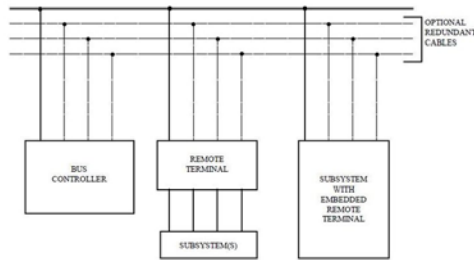 OPTIONAL
REDUNDANT
CABLES
BUS
CONTROLLER
REMOTE
TERMINAL
SUBSYSTEM(S)
SUBSYSTEM
WITH
EMBEDDED
REMOTE
TERMINAL